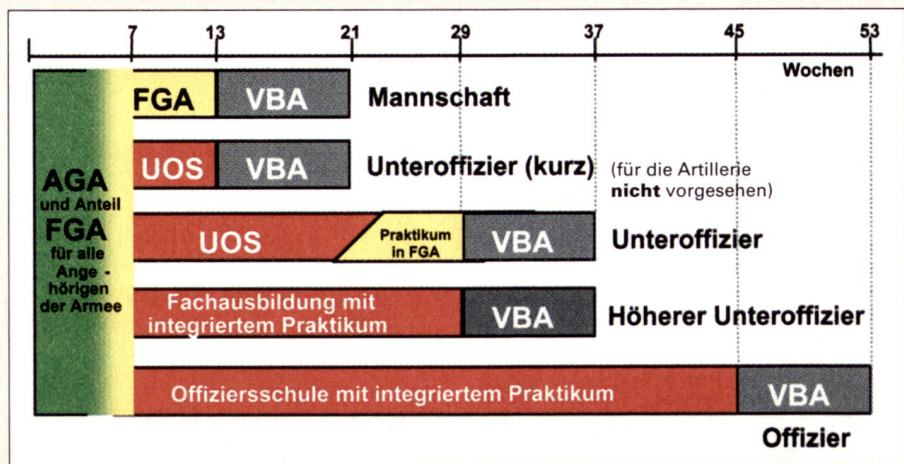 7 13 21 29 37 45 53
Wochen
FGA VBA Mannschaft
UOS VBA Unteroffizier (kurz) (für die Artillerie
nicht vorgesehen)
AGA
und Anteil
FGA
für alle
Ange -
hörigen
der Armee
UOS Praktikum
in FGA VBA Unteroffizier
Fachausbildung mit
integriertem Praktikum VBA Höherer Unteroffizier
Offiziersschule mit integriertem Praktikum VBA
Offizier